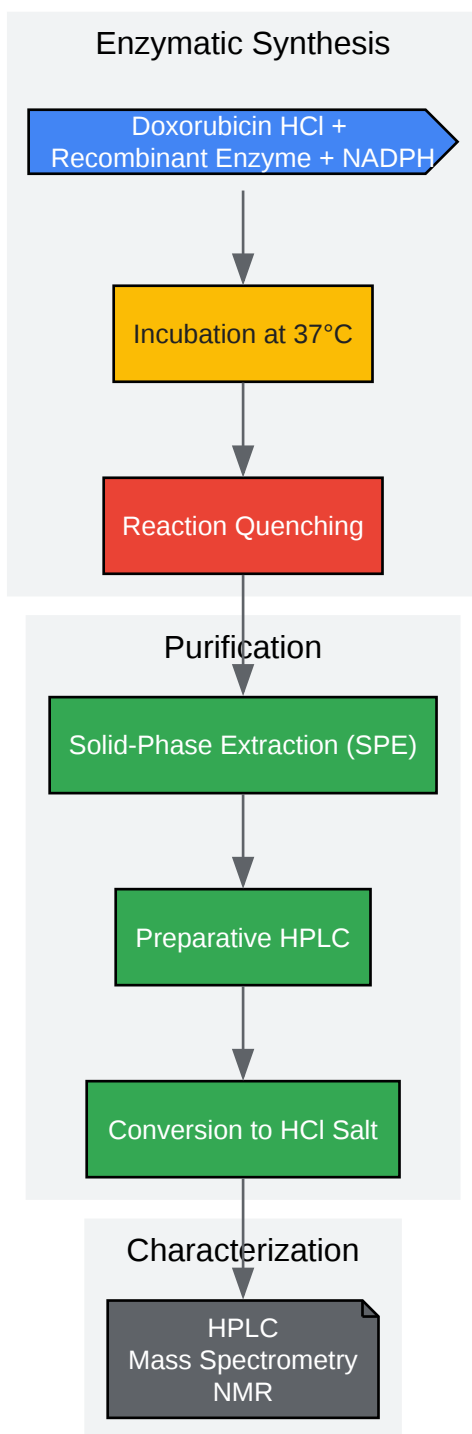 Enzymatic Synthesis
Doxorubicin HCl +
Recombinant Enzyme + NADPH
Incubation at 37°C
Reaction Quenching
Purification
Solid-Phase Extraction (SPE)
Preparative HPLC
Conversion to HCl Salt
Characterization
HPLC
Mass Spectrometry
NMR